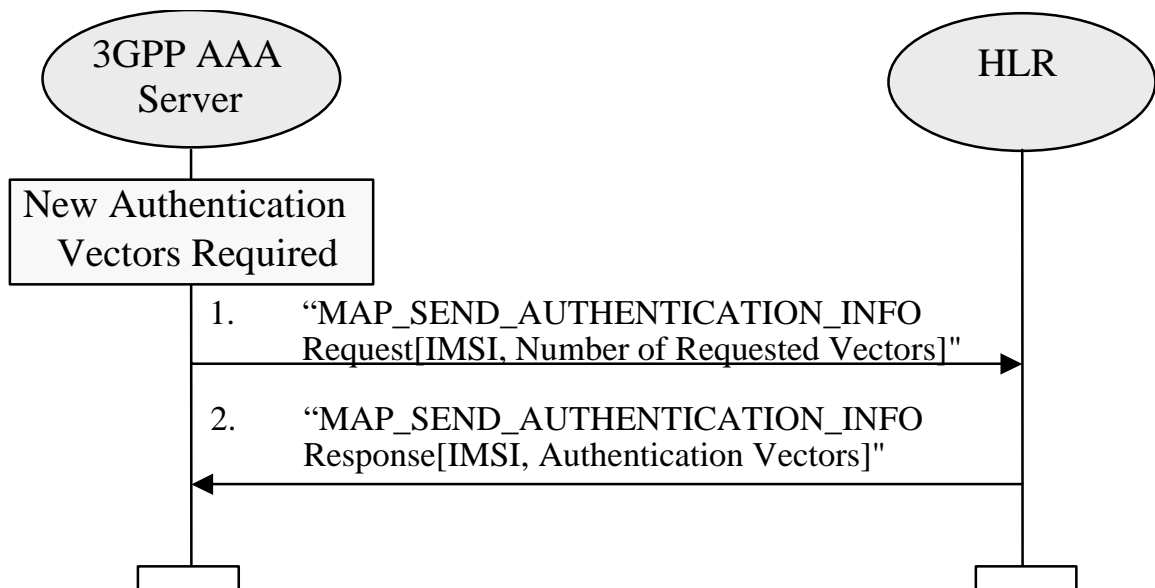 3GPP AAA
Server
HLR
New Authentication
Vectors Required
1. “MAP_SEND_AUTHENTICATION_INFO
Request[IMSI, Number of Requested Vectors]"
2. “MAP_SEND_AUTHENTICATION_INFO
Response[IMSI, Authentication Vectors]"